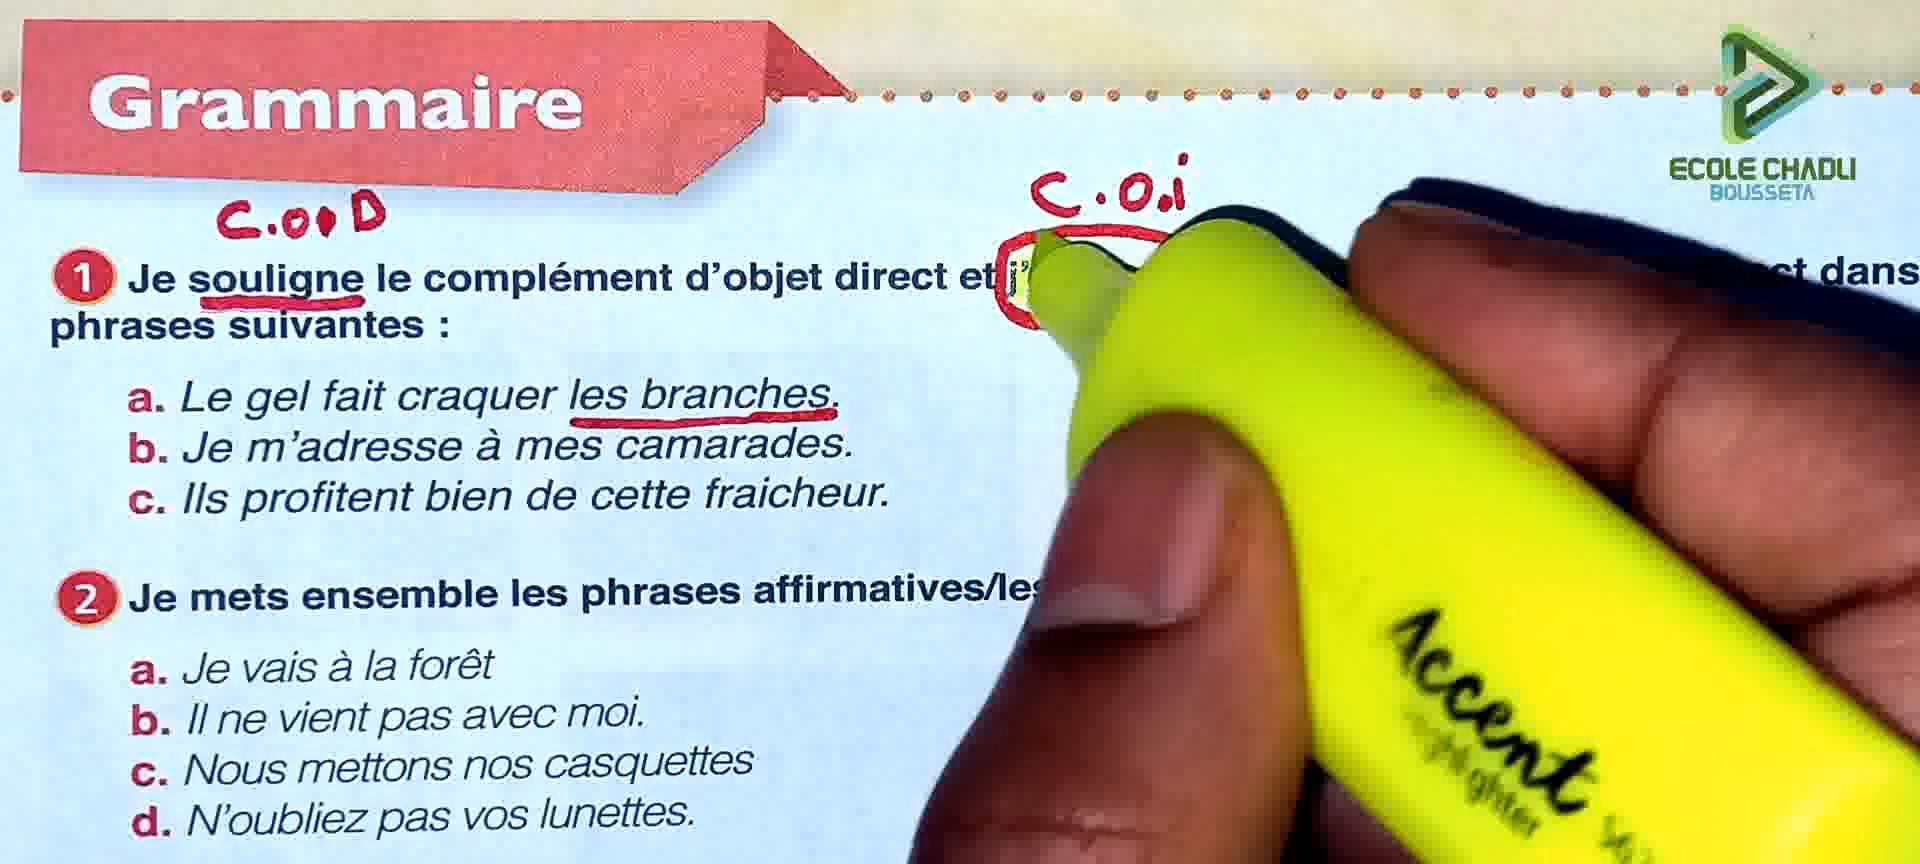 Grammaire
ECOLE CHADLI
BOUSSETA
C.O.D
C.O.i
1 Je souligne le complément d'objet direct et dans
phrases suivantes :
a. Le gel fait craquer les branches.
b. Je m'adresse à mes camarades.
c. Ils profitent bien de cette fraicheur.
2 Je mets ensemble les phrases affirmatives/les
a. Je vais à la forêt
b. Il ne vient pas avec moi.
c. Nous mettons nos casquettes
d. N'oubliez pas vos lunettes.
Accent
highlighter